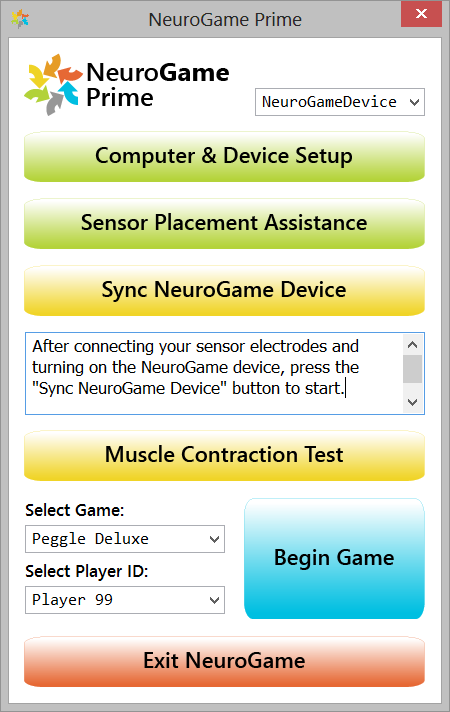 NeuroGame Prime
NeuroGame
Prime
NeuroGameDevice
Computer & Device Setup
Sensor Placement Assistance
Sync NeuroGame Device
After connecting your sensor electrodes and
turning on the NeuroGame device, press the
"Sync NeuroGame Device" button to start.
Muscle Contraction Test
Select Game:
Peggle Deluxe
Select Player ID:
Player 99
Begin Game
Exit NeuroGame